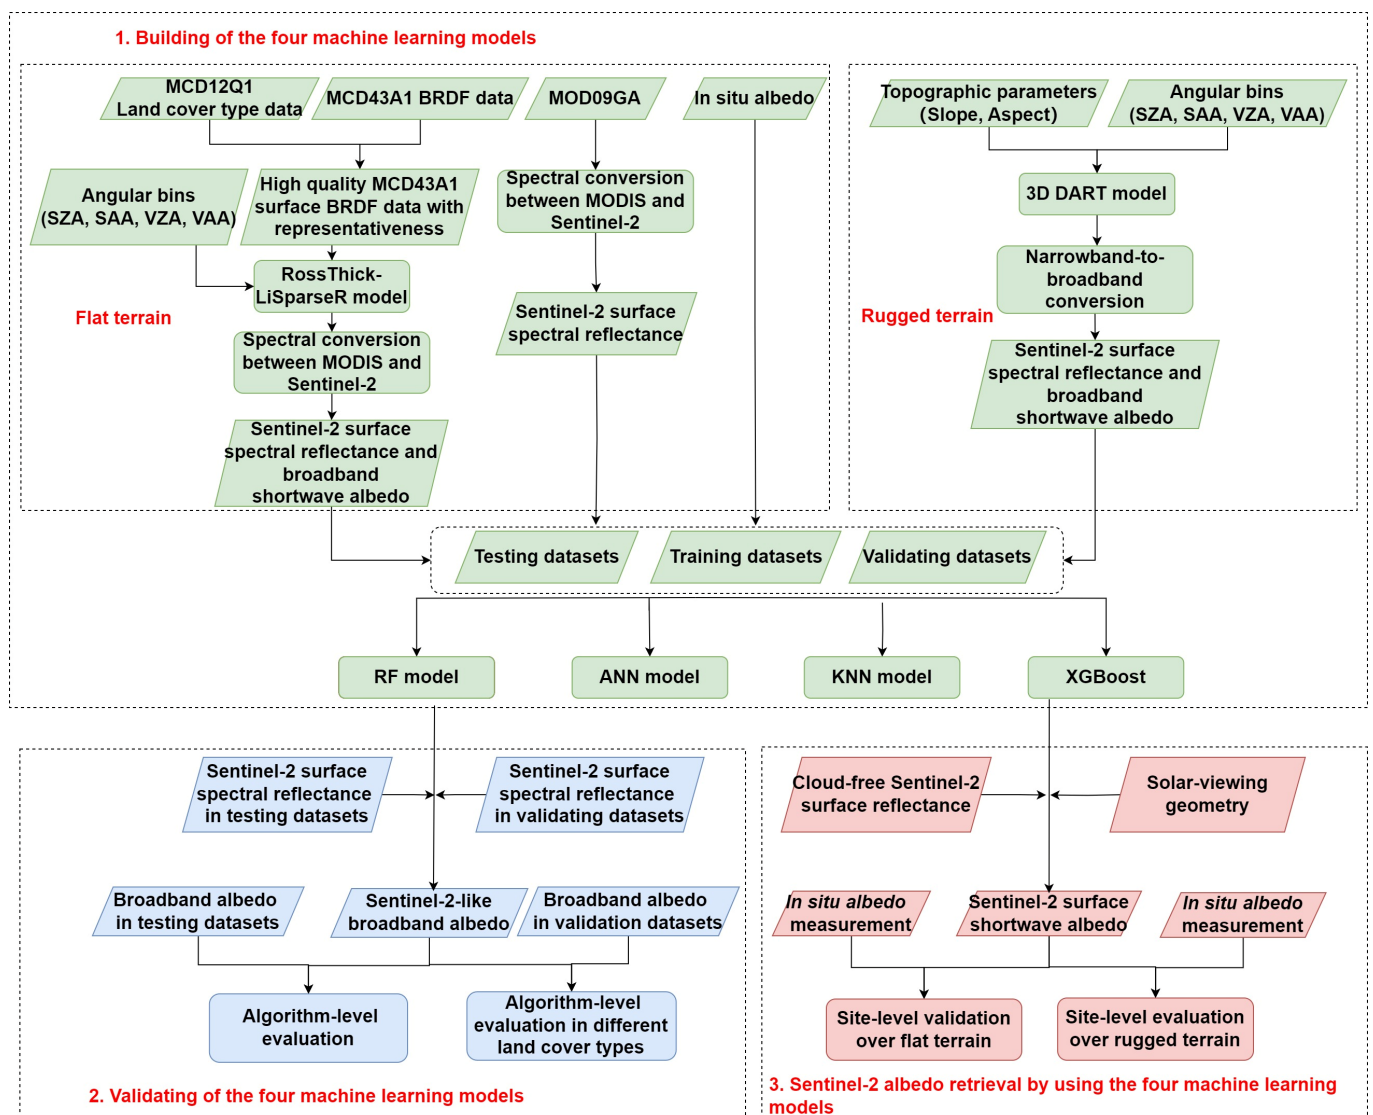 1. Building of the four machine learning models
MCD12Q1
Land cover type data
MCD43A1 BRDF data
MOD09GA
In situ albedo
Topographic parameters
(Slope, Aspect)
Angular bins
(SZA, SAA, VZA, VAA)
Angular bins
(SZA, SAA, VZA, VAA)
High quality MCD43A1
surface BRDF data with
representativeness
Spectral conversion
between MODIS and
Sentinel-2
3D DART model
RossThick-
LiSparseR model
Narrowband-to-
broadband
conversion
Flat terrain
Sentinel-2 surface
spectral reflectance
Rugged terrain
Spectral conversion
between MODIS and
Sentinel-2
Sentinel-2 surface
spectral reflectance and
broadband
shortwave albedo
Sentinel-2 surface
spectral reflectance and
broadband
shortwave albedo
Testing datasets
Training datasets
Validating datasets
RF model
ANN model
KNN model
XGBoost
Sentinel-2 surface
spectral reflectance
in testing datasets
Sentinel-2 surface
spectral reflectance
in validating datasets
Broadband albedo
in testing datasets
Sentinel-2-like
broadband albedo
Broadband albedo
in validation datasets
Algorithm-level
evaluation
Algorithm-level
evaluation in different
land cover types
2. Validating of the four machine learning models
Cloud-free Sentinel-2
surface reflectance
Solar-viewing
geometry
In situ albedo
measurement
Sentinel-2 surface
shortwave albedo
In situ albedo
measurement
Site-level validation
over flat terrain
Site-level evaluation
over rugged terrain
3. Sentinel-2 albedo retrieval by using the four machine learning
models